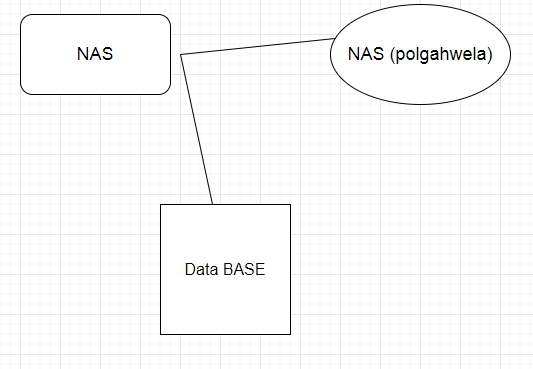 NAS
NAS (polgahwela)
Data BASE